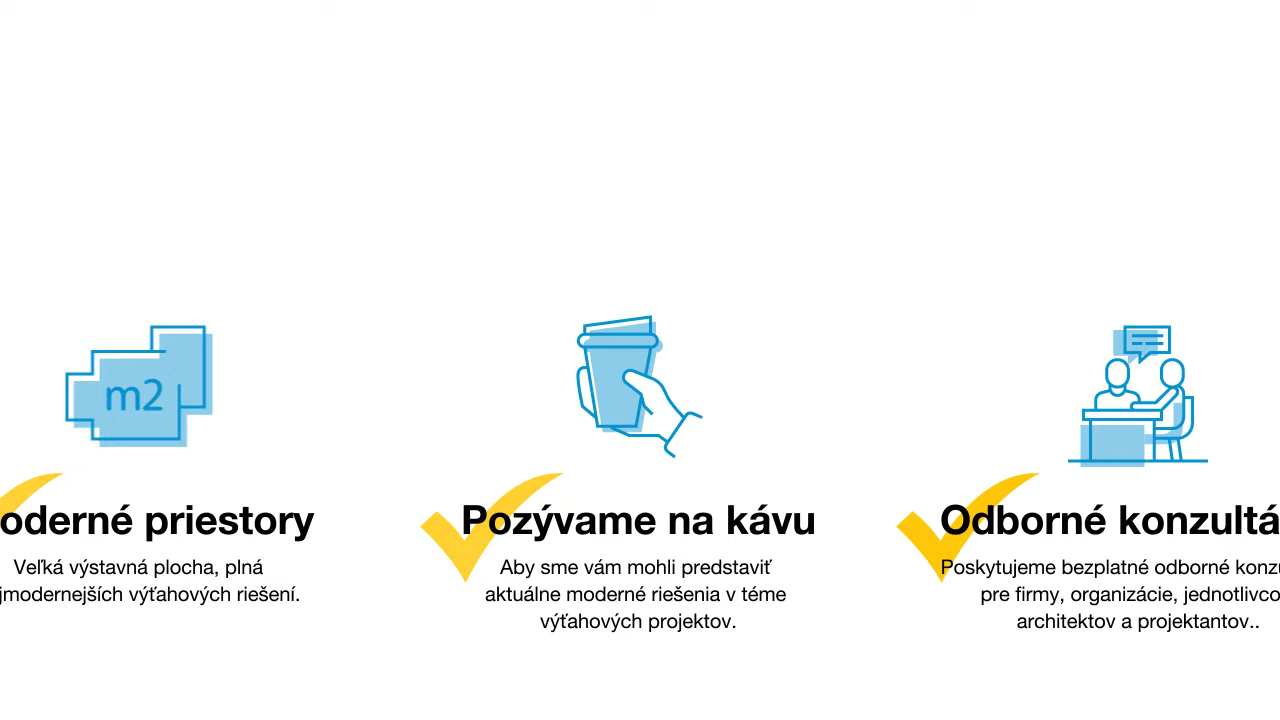 m2
oderné priestory
Veľká výstavná plocha, plná
jmodernejších výťahových riešení.
Pozývame na kávu
Aby sme vám mohli predstaviť
aktuálne moderné riešenia v téme
výťahových projektov.
Odborné konzultá
Poskytujeme bezplatné odborné konzu
pre firmy, organizácie, jednotlivco
architektov a projektantov..